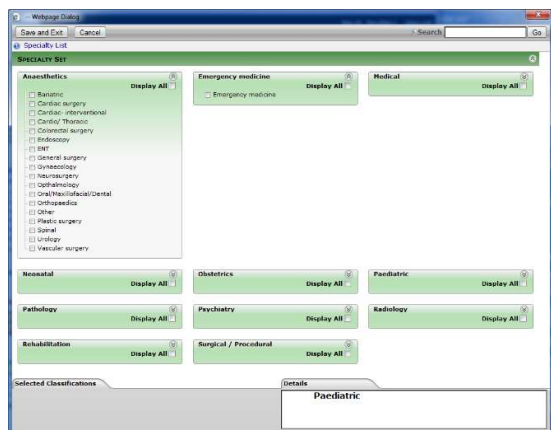 -- Webpage Dialog
Save and Exit Cancel Search Go
Specialty List
SPECIALTY SET
Anaesthetics
Display All
Bariatric
Cardiac surgery
Cardiac- interventional
Cardio/ Thoracic
Colorectal surgery
Endoscopy
ENT
General surgery
Gynaecology
Neurosurgery
Opthalmology
Oral/Maxillofacial/Dental
Orthopaedics
Other
Plastic surgery
Spinal
Urology
Vascular surgery
Emergency medicine
Display All
Emergency medicine
Medical
Display All
Neonatal
Display All
Obstetrics
Display All
Paediatric
Display All
Pathology
Display All
Psychiatry
Display All
Radiology
Display All
Rehabilitation
Display All
Surgical / Procedural
Display All
Selected Classifications
Details
Paediatric